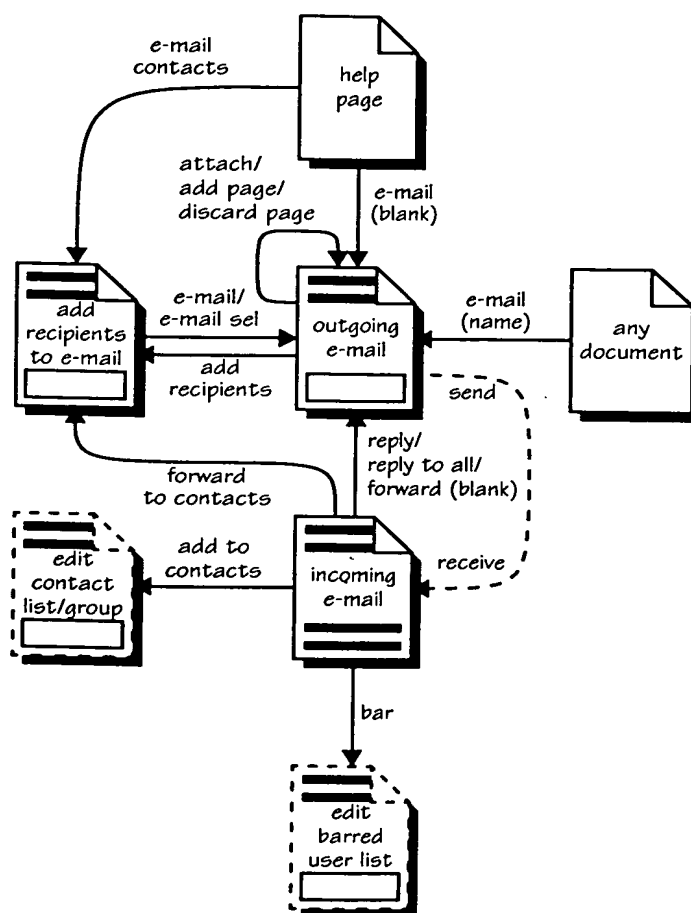 e-mail
contacts
help
page
attach/
add page/
discard page
e-mail
(blank)
add
recipients
to e-mail
e-mail/
e-mail sel
add
recipients
outgoing
e-mail
e-mail
(name)
any
document
send
reply/
reply to all/
forward (blank)
forward
to contacts
edit
contact
list/group
add to
contacts
incoming
e-mail
receive
bar
edit
barred
user list